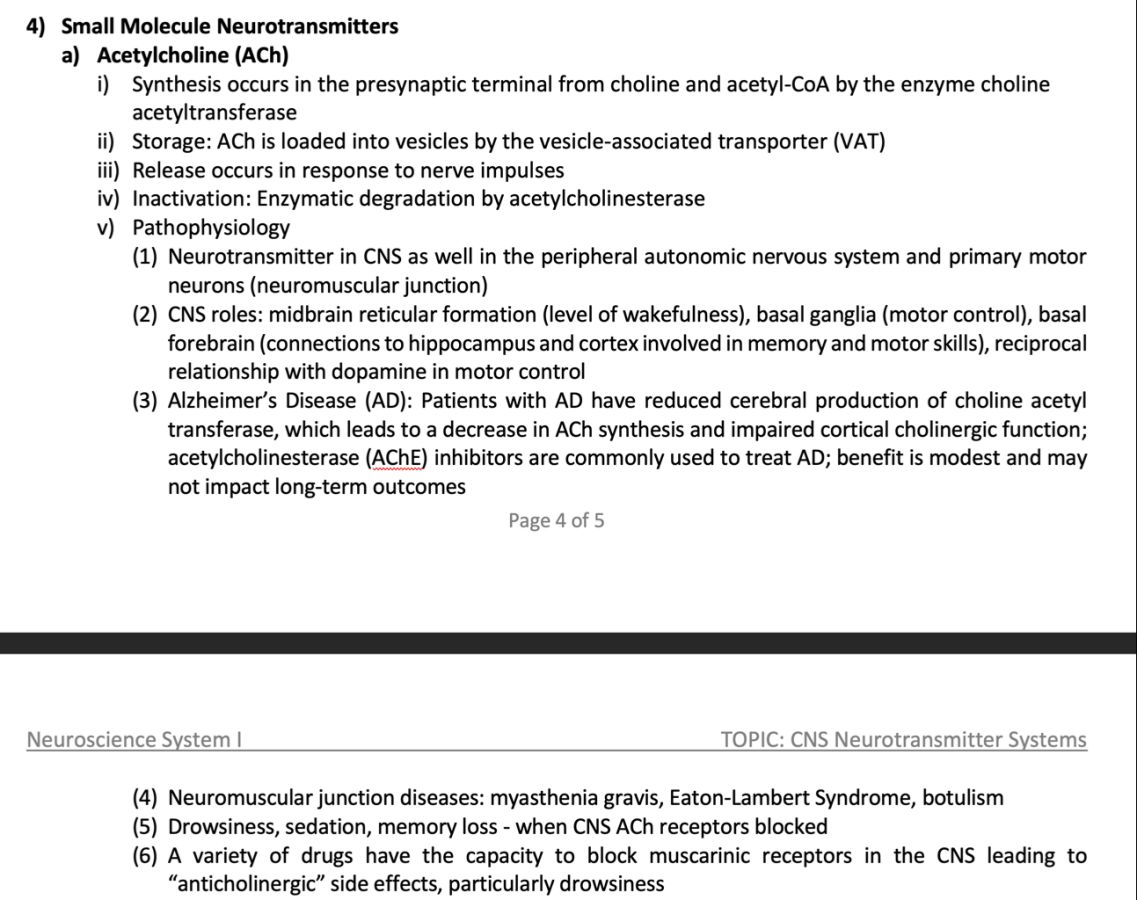 4) Small Molecule Neurotransmitters
a) Acetylcholine (ACh)
i) Synthesis occurs in the presynaptic terminal from choline and acetyl-CoA by the enzyme choline
acetyltransferase
ii) Storage: ACh is loaded into vesicles by the vesicle-associated transporter (VAT)
iii) Release occurs in response to nerve impulses
iv) Inactivation: Enzymatic degradation by acetylcholinesterase
v) Pathophysiology
(1) Neurotransmitter in CNS as well in the peripheral autonomic nervous system and primary motor
neurons (neuromuscular junction)
(2) CNS roles: midbrain reticular formation (level of wakefulness), basal ganglia (motor control), basal
forebrain (connections to hippocampus and cortex involved in memory and motor skills), reciprocal
relationship with dopamine in motor control
(3) Alzheimer's Disease (AD): Patients with AD have reduced cerebral production of choline acetyl
transferase, which leads to a decrease in ACh synthesis and impaired cortical cholinergic function;
acetylcholinesterase (AChE) inhibitors are commonly used to treat AD; benefit is modest and may
not impact long-term outcomes
Page 4 of 5
Neuroscience System I TOPIC: CNS Neurotransmitter Systems
(4) Neuromuscular junction diseases: myasthenia gravis, Eaton-Lambert Syndrome, botulism
(5) Drowsiness, sedation, memory loss - when CNS ACh receptors blocked
(6) A variety of drugs have the capacity to block muscarinic receptors in the CNS leading to
“anticholinergic” side effects, particularly drowsiness